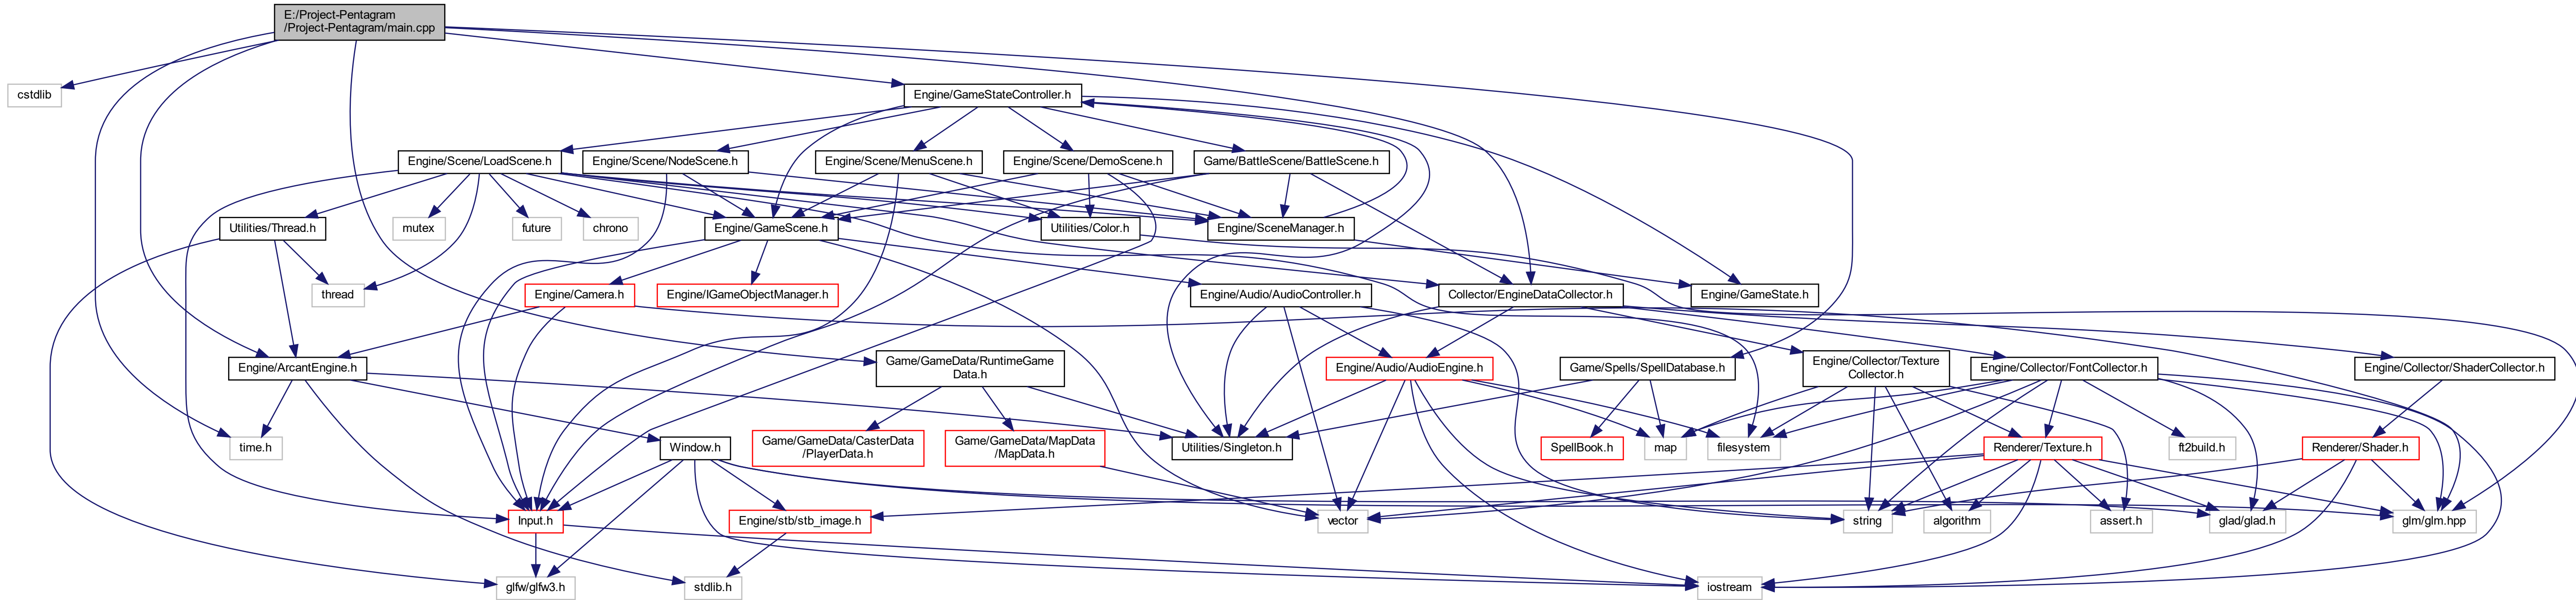 E:/Project-Pentagram
/Project-Pentagram/main.cpp
cstdlib
Engine/GameStateController.h
Engine/Scene/LoadScene.h
Engine/Scene/NodeScene.h
Engine/Scene/MenuScene.h
Engine/Scene/DemoScene.h
Game/BattleScene/BattleScene.h
Utilities/Thread.h
mutex
future
chrono
Engine/GameScene.h
Utilities/Color.h
Engine/SceneManager.h
thread
Engine/Camera.h
Engine/IGameObjectManager.h
Engine/Audio/AudioController.h
Collector/EngineDataCollector.h
Engine/GameState.h
Engine/ArcantEngine.h
Game/GameData/RuntimeGame
Data.h
Engine/Audio/AudioEngine.h
Game/Spells/SpellDatabase.h
Engine/Collector/Texture
Collector.h
Engine/Collector/FontCollector.h
Engine/Collector/ShaderCollector.h
time.h
Window.h
Game/GameData/CasterData
/PlayerData.h
Game/GameData/MapData
/MapData.h
Utilities/Singleton.h
SpellBook.h
map
filesystem
Renderer/Texture.h
ft2build.h
Renderer/Shader.h
Input.h
Engine/stb/stb_image.h
vector
string
algorithm
assert.h
glad/glad.h
glm/glm.hpp
glfw/glfw3.h
stdlib.h
iostream